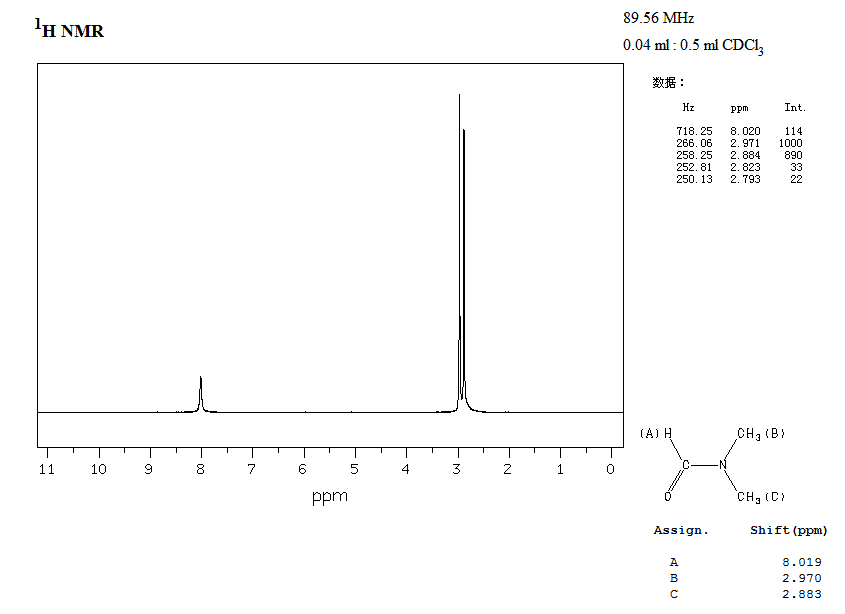 ¹H NMR
89.56 MHz
0.04 ml : 0.5 ml CDCl₃
数据：
Hz ppm Int.
718.25 8.020 114
266.06 2.971 1000
258.25 2.884 890
252.81 2.823 33
250.13 2.793 22
11 10 9 8 7 6 5 4 3 2 1 0
ppm
(A) H CH₃ (B)
C N
O CH₃ (C)
Assign. Shift(ppm)
A 8.019
B 2.970
C 2.883